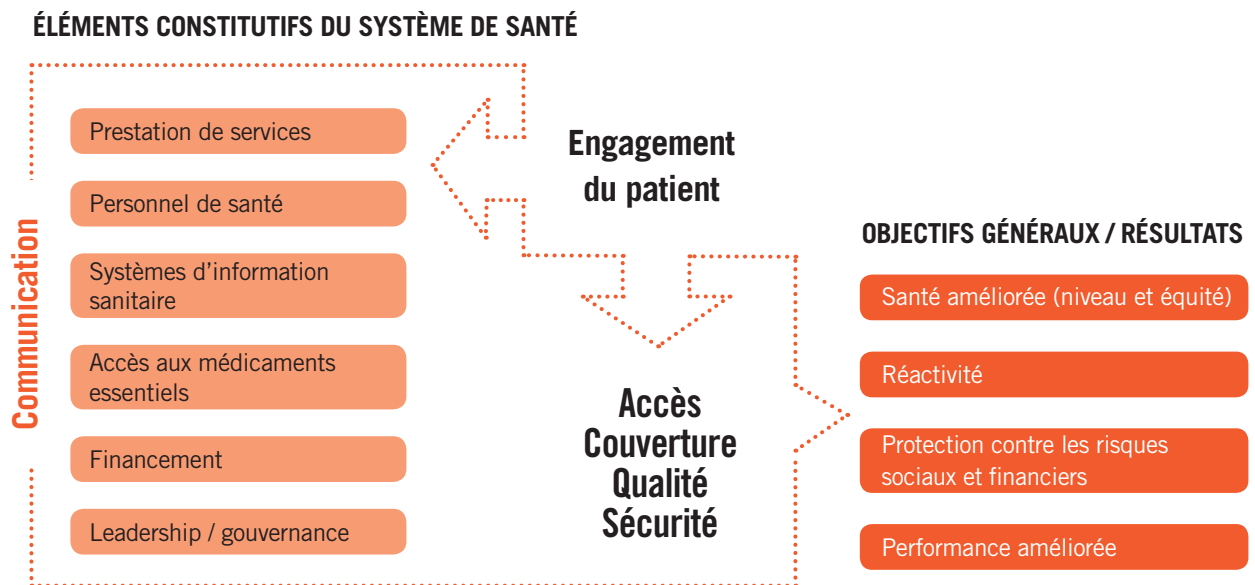 ÉLÉMENTS CONSTITUTIFS DU SYSTÈME DE SANTÉ
Communication
Prestation de services
Personnel de santé
Systèmes d’information
sanitaire
Accès aux médicaments
essentiels
Financement
Leadership / gouvernance
Engagement
du patient
Accès
Couverture
Qualité
Sécurité
OBJECTIFS GÉNÉRAUX / RÉSULTATS
Santé améliorée (niveau et équité)
Réactivité
Protection contre les risques
sociaux et financiers
Performance améliorée